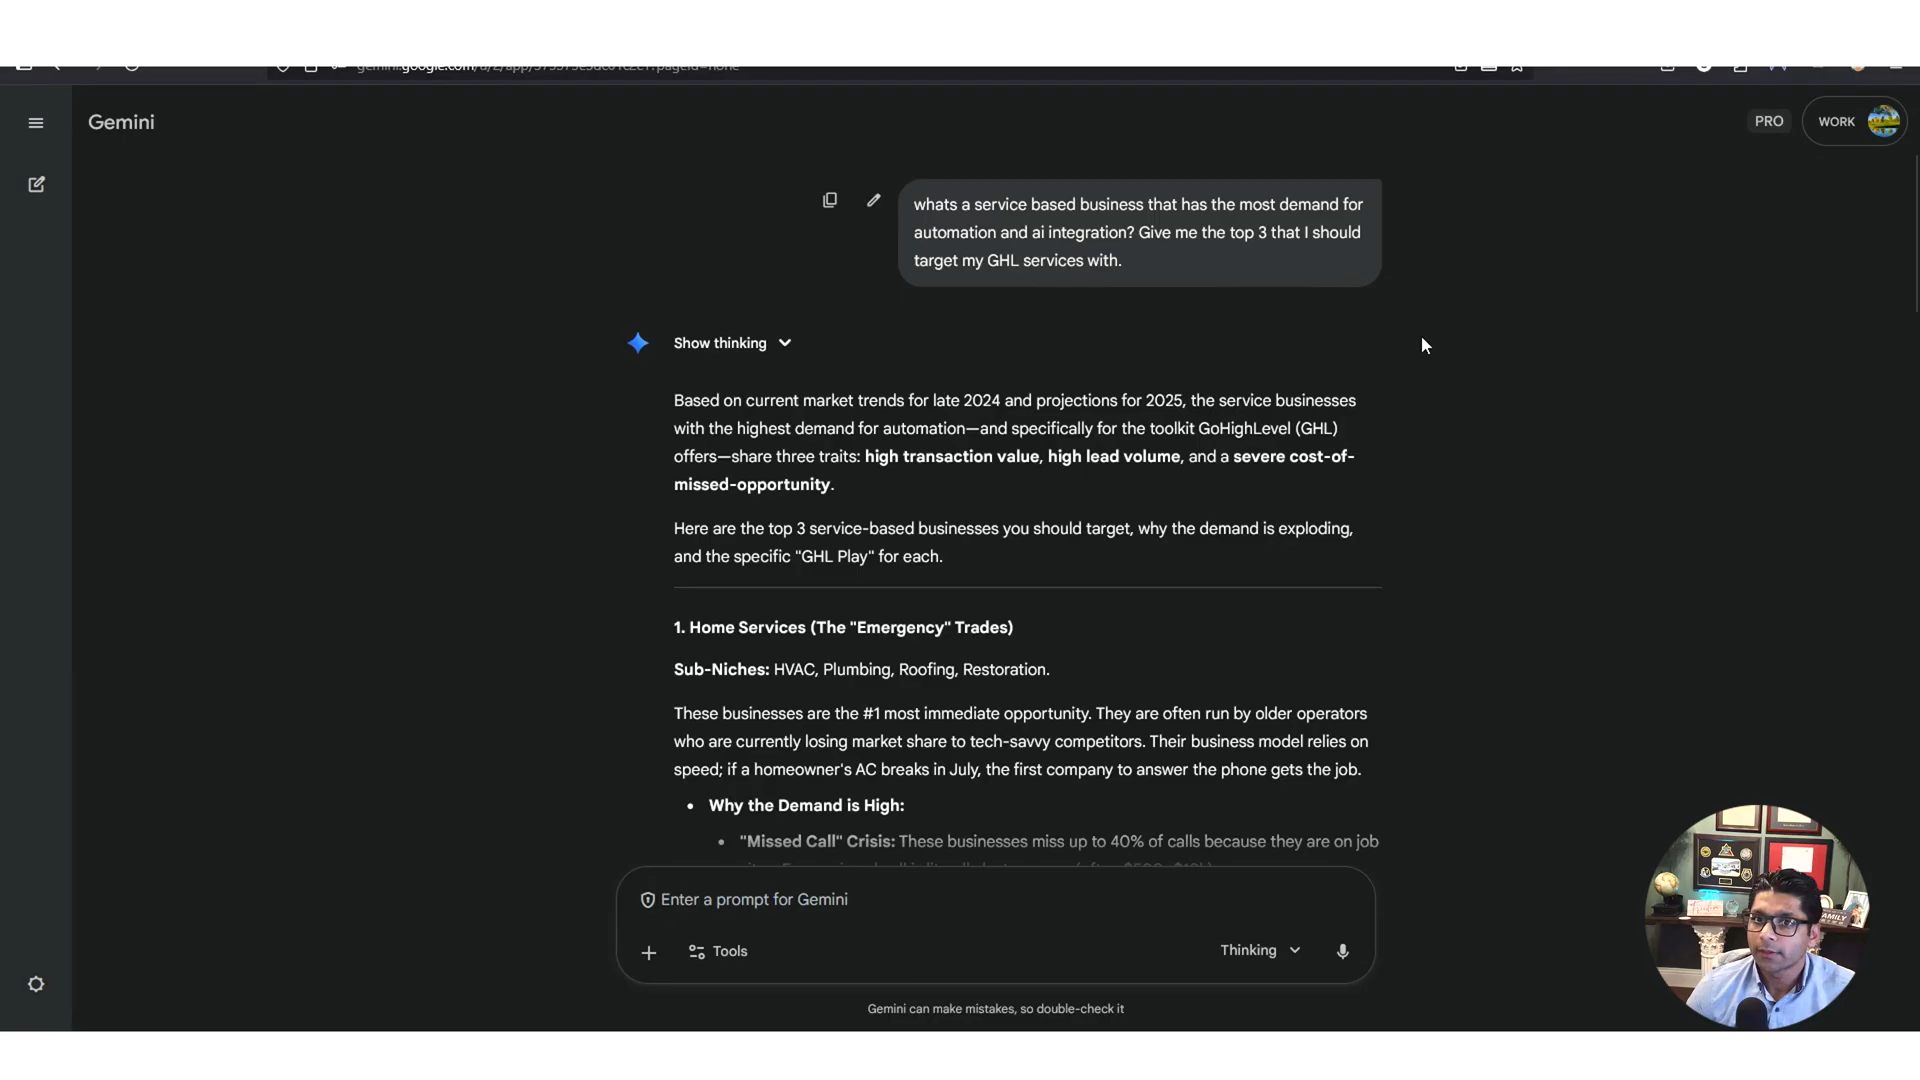 Gemini
PRO
WORK
whats a service based business that has the most demand for
automation and ai integration? Give me the top 3 that I should
target my GHL services with.
Show thinking
Based on current market trends for late 2024 and projections for 2025, the service businesses
with the highest demand for automation—and specifically for the toolkit GoHighLevel (GHL)
offers—share three traits: high transaction value, high lead volume, and a severe cost-of-
missed-opportunity.
Here are the top 3 service-based businesses you should target, why the demand is exploding,
and the specific "GHL Play" for each.
1. Home Services (The "Emergency" Trades)
Sub-Niches: HVAC, Plumbing, Roofing, Restoration.
These businesses are the #1 most immediate opportunity. They are often run by older operators
who are currently losing market share to tech-savvy competitors. Their business model relies on
speed; if a homeowner's AC breaks in July, the first company to answer the phone gets the job.
• Why the Demand is High:
• "Missed Call" Crisis: These businesses miss up to 40% of calls because they are on job
Enter a prompt for Gemini
Tools
Thinking
Gemini can make mistakes, so double-check it
FAMILY